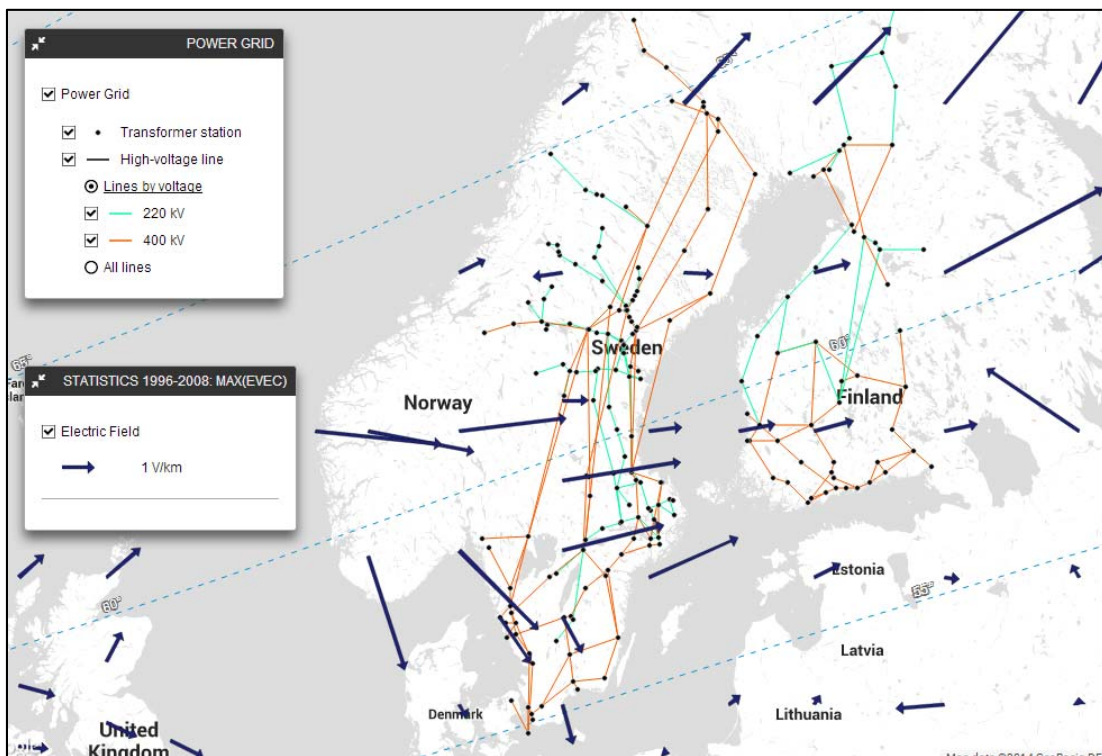 POWER GRID
Power Grid
Transformer station
High-voltage line
Lines by voltage
220 kV
400 kV
All lines
65°
STATISTICS 1996-2008: MAX(EVEC)
Electric Field
1 V/km
Sweden
Norway
60°
Finland
Estonia
55°
60°
Latvia
Denmark
Lithuania
United
Kingdom